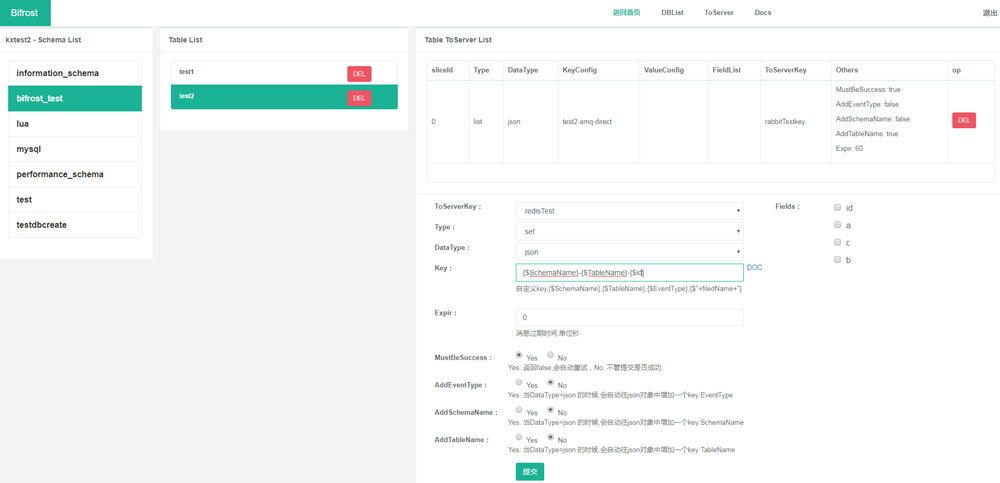 Bifrost
返回首页 DBList ToServer Docs 退出
kxtest2 - Schema List
information_schema
bifrost_test
lua
mysql
performance_schema
test
testdbcreate
Table List
test1 DEL
test2 DEL
Table ToServer List
sliceId Type DataType KeyConfig ValueConfig FieldList ToServerKey Others op
0 list json test2-amq.direct rabbitTestkey
MustBeSuccess: true
AddEventType: false
AddSchemaName: false
AddTableName: true
Expir: 60
DEL
ToServerKey： redisTest
Type： set
DataType： json
Key： {$SchemaName}-{$TableName}-{$id} DOC
自定义key,{$SchemaName},{$TableName},{$EventType},{$"+filedName+"}
Expir： 0
消息过期时间,单位秒
MustBeSuccess： Yes No
Yes: 返回false,会自动重试，No: 不管提交是否成功
AddEventType： Yes No
Yes: 当DataType=json 的时候,会自动往json对象中增加一个key:EventType
AddSchemaName： Yes No
Yes: 当DataType=json 的时候,会自动往json对象中增加一个key:SchemaName
AddTableName： Yes No
Yes: 当DataType=json 的时候,会自动往json对象中增加一个key:TableName
提交
Fields： id
a
c
b